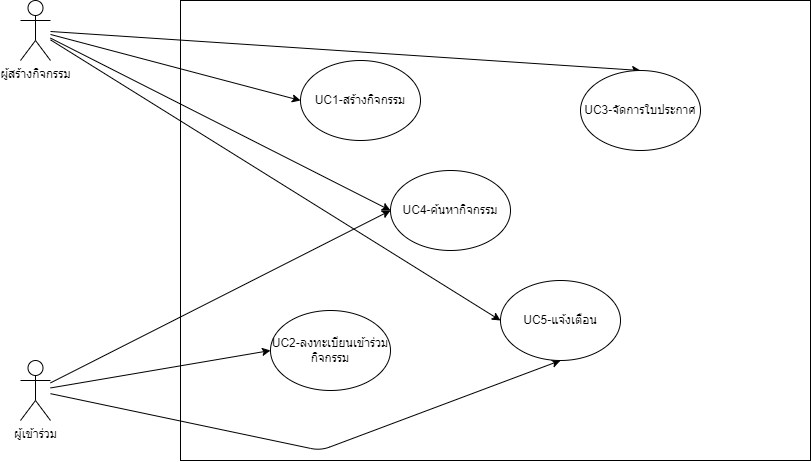 ผู้สร้างกิจกรรม
UC1-สร้างกิจกรรม
UC3-จัดการใบประกาศ
UC4-ค้นหากิจกรรม
UC5-แจ้งเตือน
UC2-ลงทะเบียนเข้าร่วม
กิจกรรม
ผู้เข้าร่วม